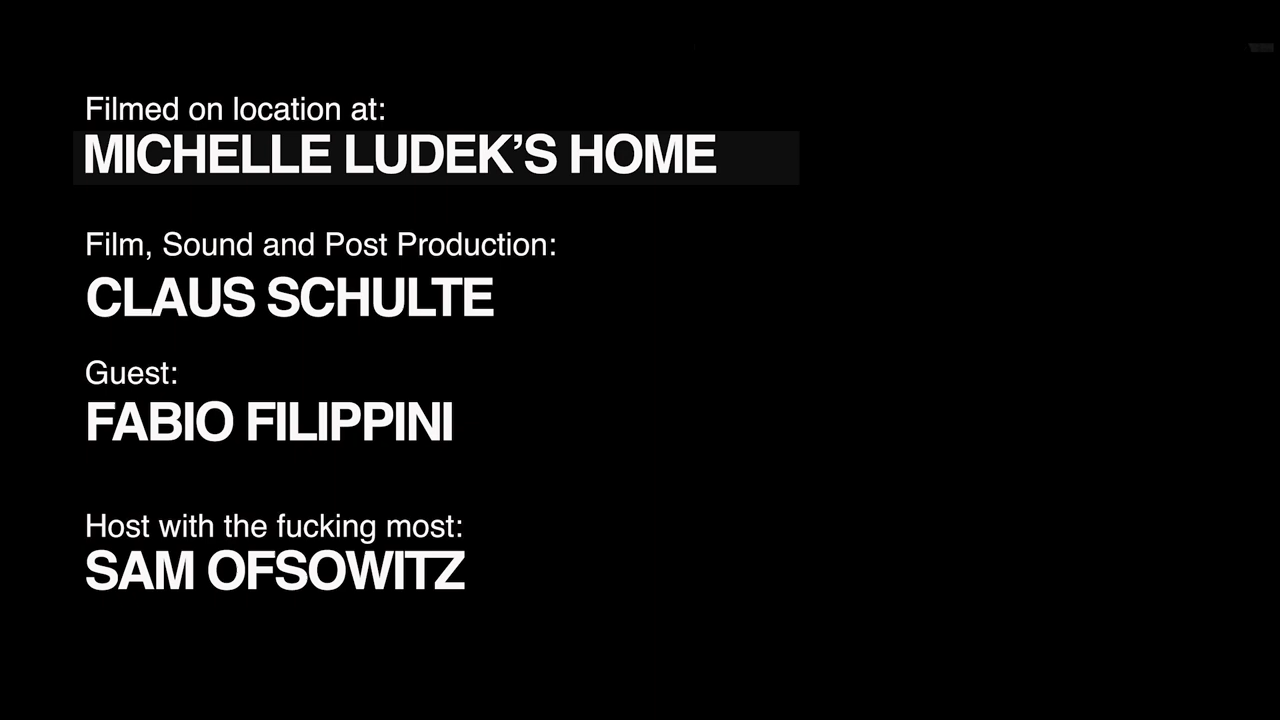 Filmed on location at:
MICHELLE LUDEK’S HOME
Film, Sound and Post Production:
CLAUS SCHULTE
Guest:
FABIO FILIPPINI
Host with the fucking most:
SAM OFSOWITZ